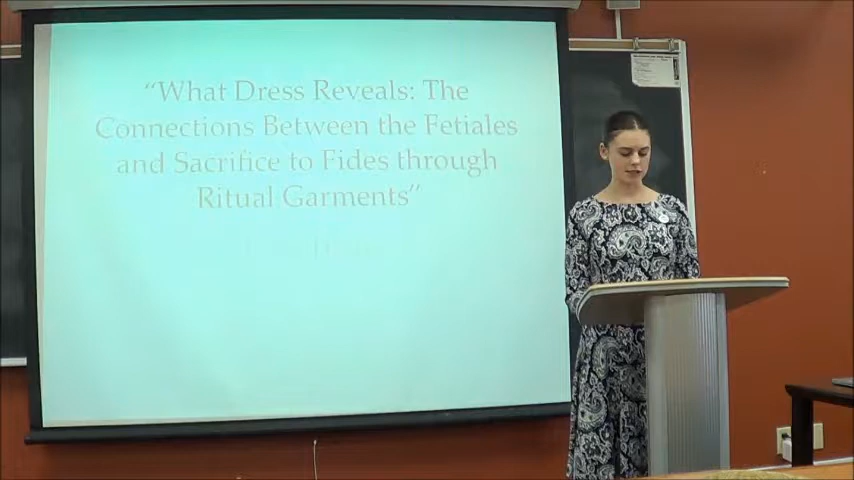 “What Dress Reveals: The
Connections Between the Fetiales
and Sacrifice to Fides through
Ritual Garments”